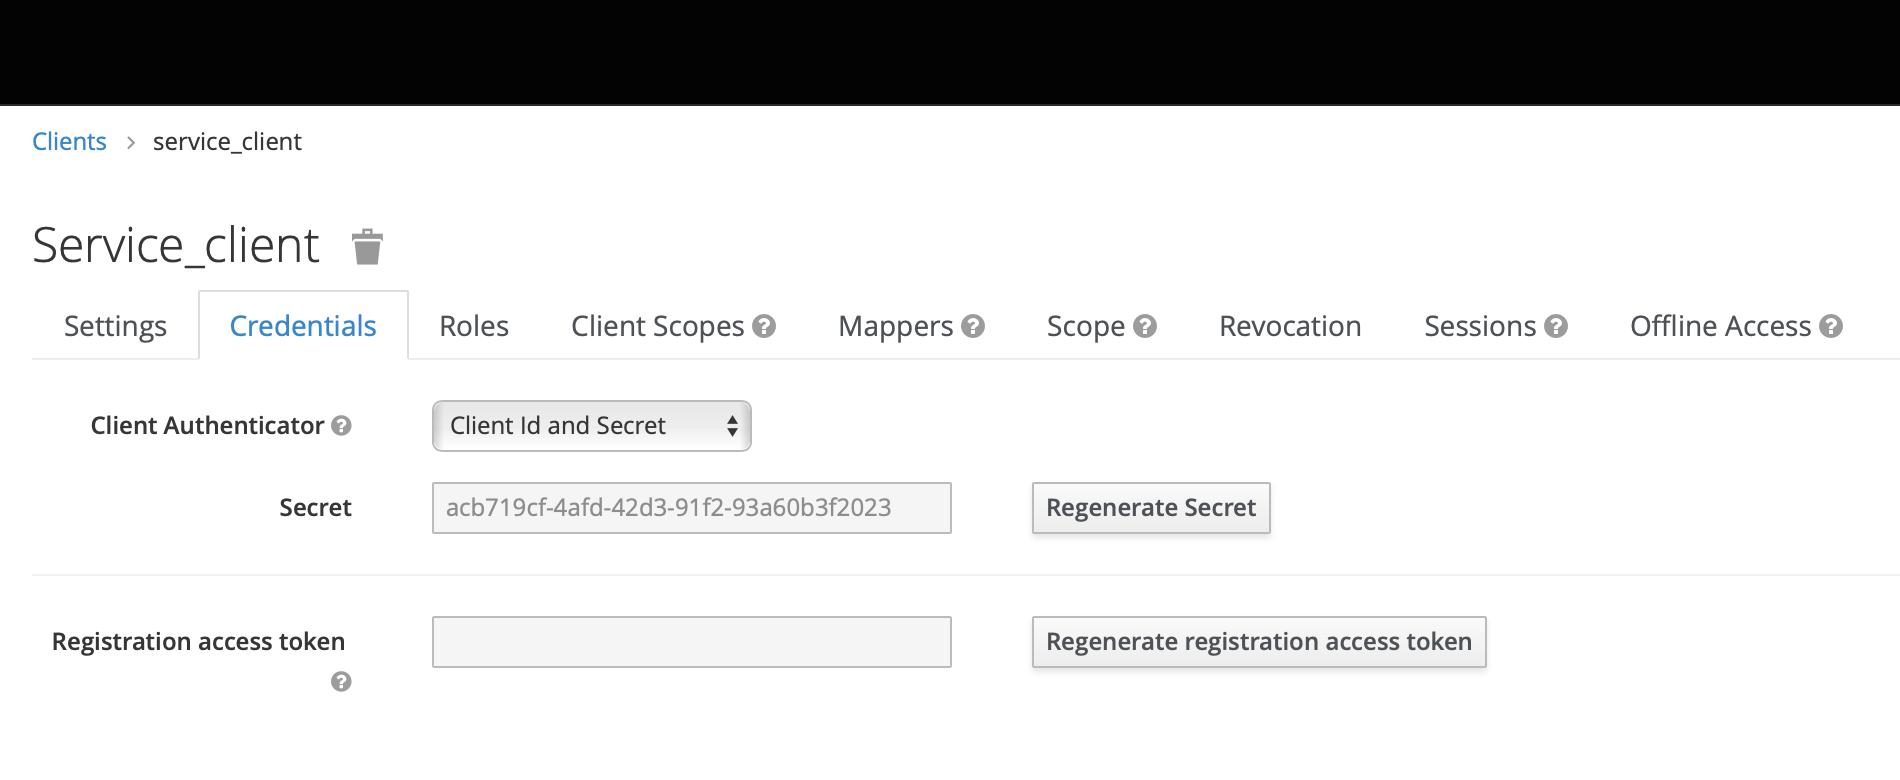 Clients > service_client
Service_client
Settings Credentials Roles Client Scopes Mappers Scope Revocation Sessions Offline Access
Client Authenticator Client Id and Secret
Secret acb719cf-4afd-42d3-91f2-93a60b3f2023 Regenerate Secret
Registration access token Regenerate registration access token